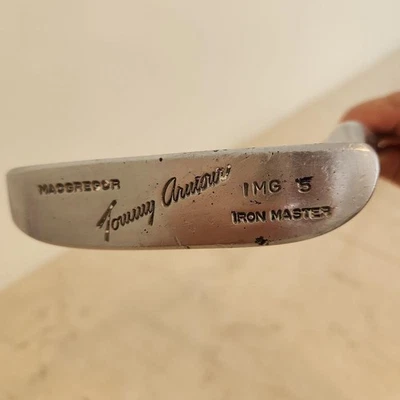 MACGREGOR
Tommy Armour
IMG 5
IRON MASTER